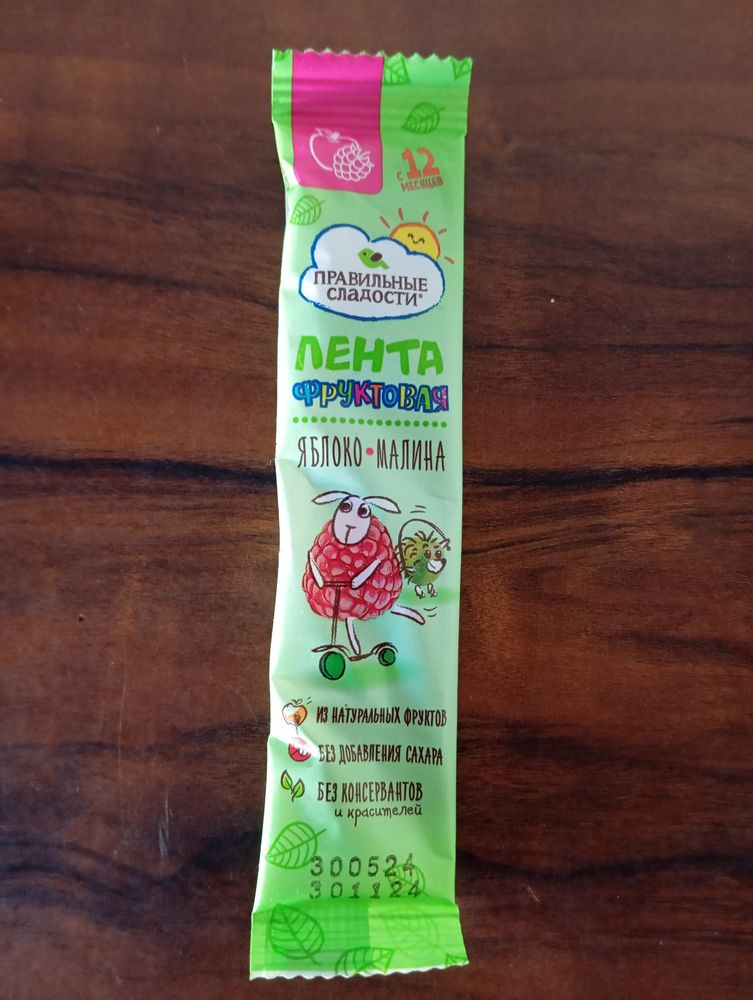 с 12
месяцев
ПРАВИЛЬНЫЕ
СЛАДОСТИ®
ЛЕНТА
ФРУКТОВАЯ
ЯБЛОКО • МАЛИНА
ИЗ НАТУРАЛЬНЫХ ФРУКТОВ
БЕЗ ДОБАВЛЕНИЯ САХАРА
БЕЗ КОНСЕРВАНТОВ
и красителей
300524
301124